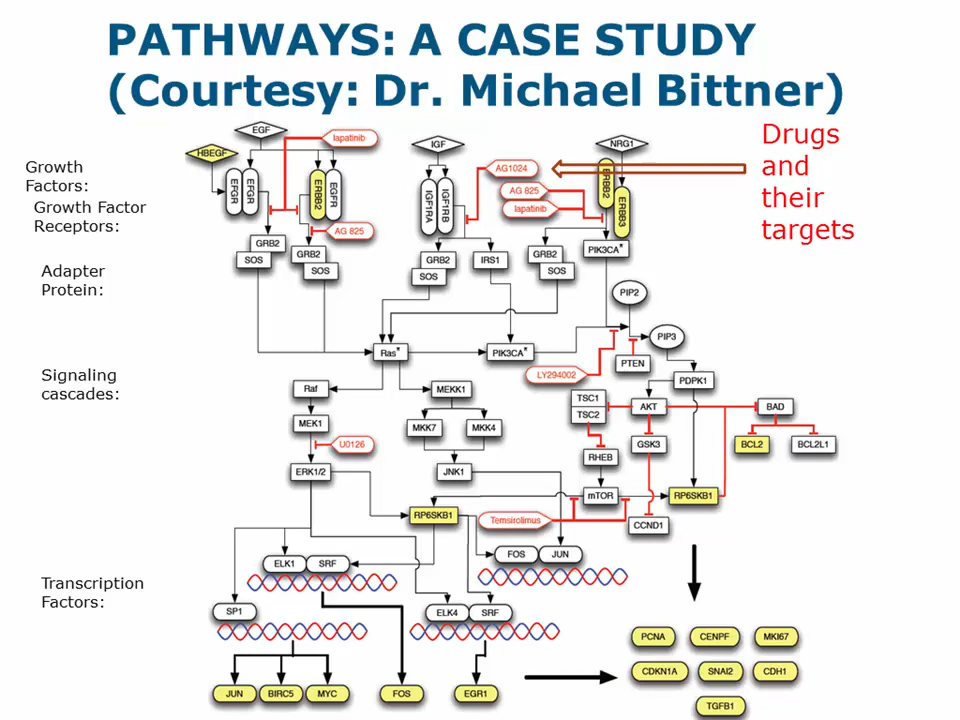 PATHWAYS: A CASE STUDY
(Courtesy: Dr. Michael Bittner)
Drugs
and
their
targets
Growth
Factors:
Growth Factor
Receptors:
Adapter
Protein:
Signaling
cascades:
Transcription
Factors:
EGF
lapatinib
HBEGF
EFGR
EFGR
ERBB2
EGFR
AG 825
GRB2
SOS
GRB2
SOS
IGF
IGF1RA
IGF1RB
AG1024
AG 825
lapatinib
NRG1
ERBB2
ERBB3
GRB2
SOS
IRS1
GRB2
SOS
PIK3CA*
PIP2
PIP3
Ras*
PIK3CA*
PTEN
LY294002
PDPK1
Raf
MEKK1
TSC1
TSC2
AKT
BAD
MEK1
MKK7
MKK4
GSK3
BCL2
BCL2L1
U0126
RHEB
ERK1/2
JNK1
mTOR
RP6SKB1
RP6SKB1
Temsirolimus
CCND1
FOS
JUN
ELK1
SRF
SP1
ELK4
SRF
JUN
BIRC5
MYC
FOS
EGR1
PCNA
CENPF
MKI67
CDKN1A
SNAI2
CDH1
TGFB1